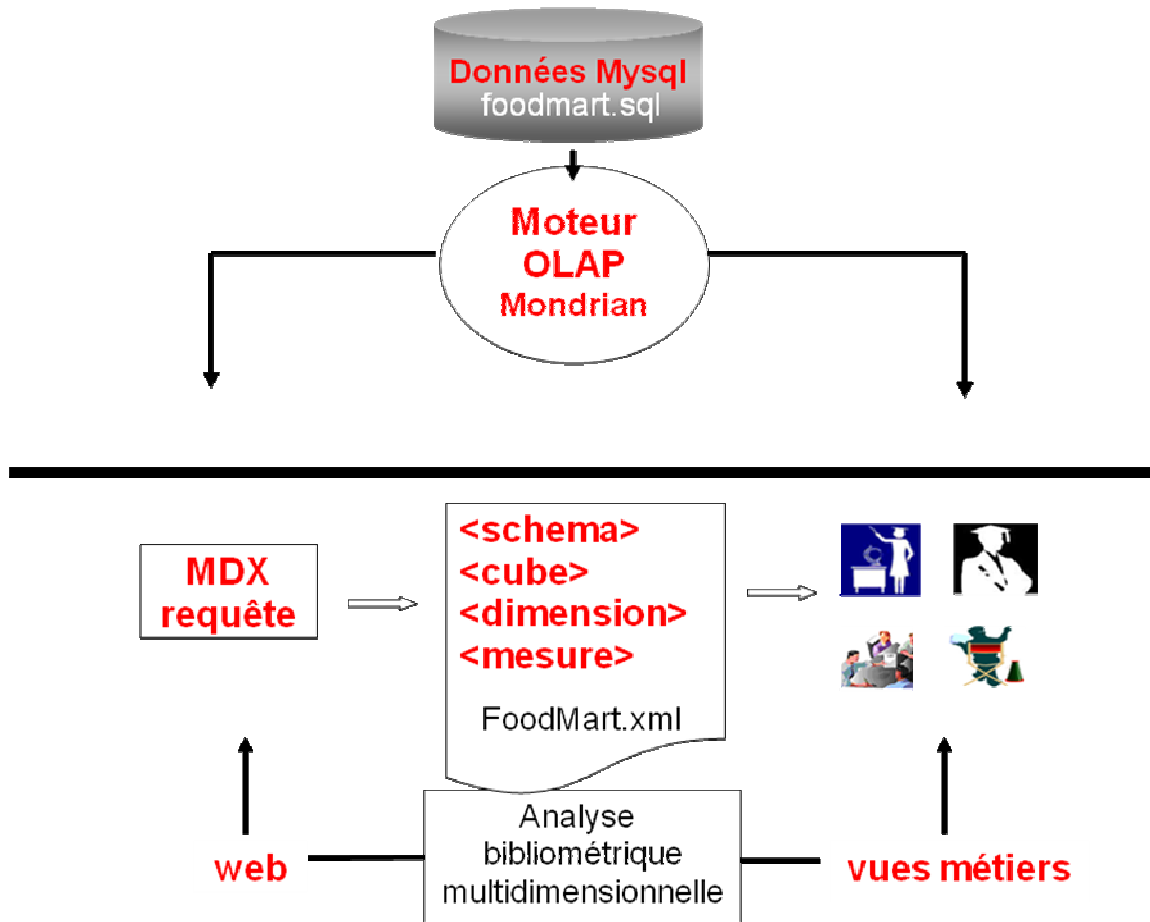 Données Mysql
foodmart.sql
Moteur
OLAP
Mondrian
MDX
requête
<schema>
<cube>
<dimension>
<mesure>
FoodMart.xml
Analyse
bibliométrique
multidimensionnelle
web
vues métiers